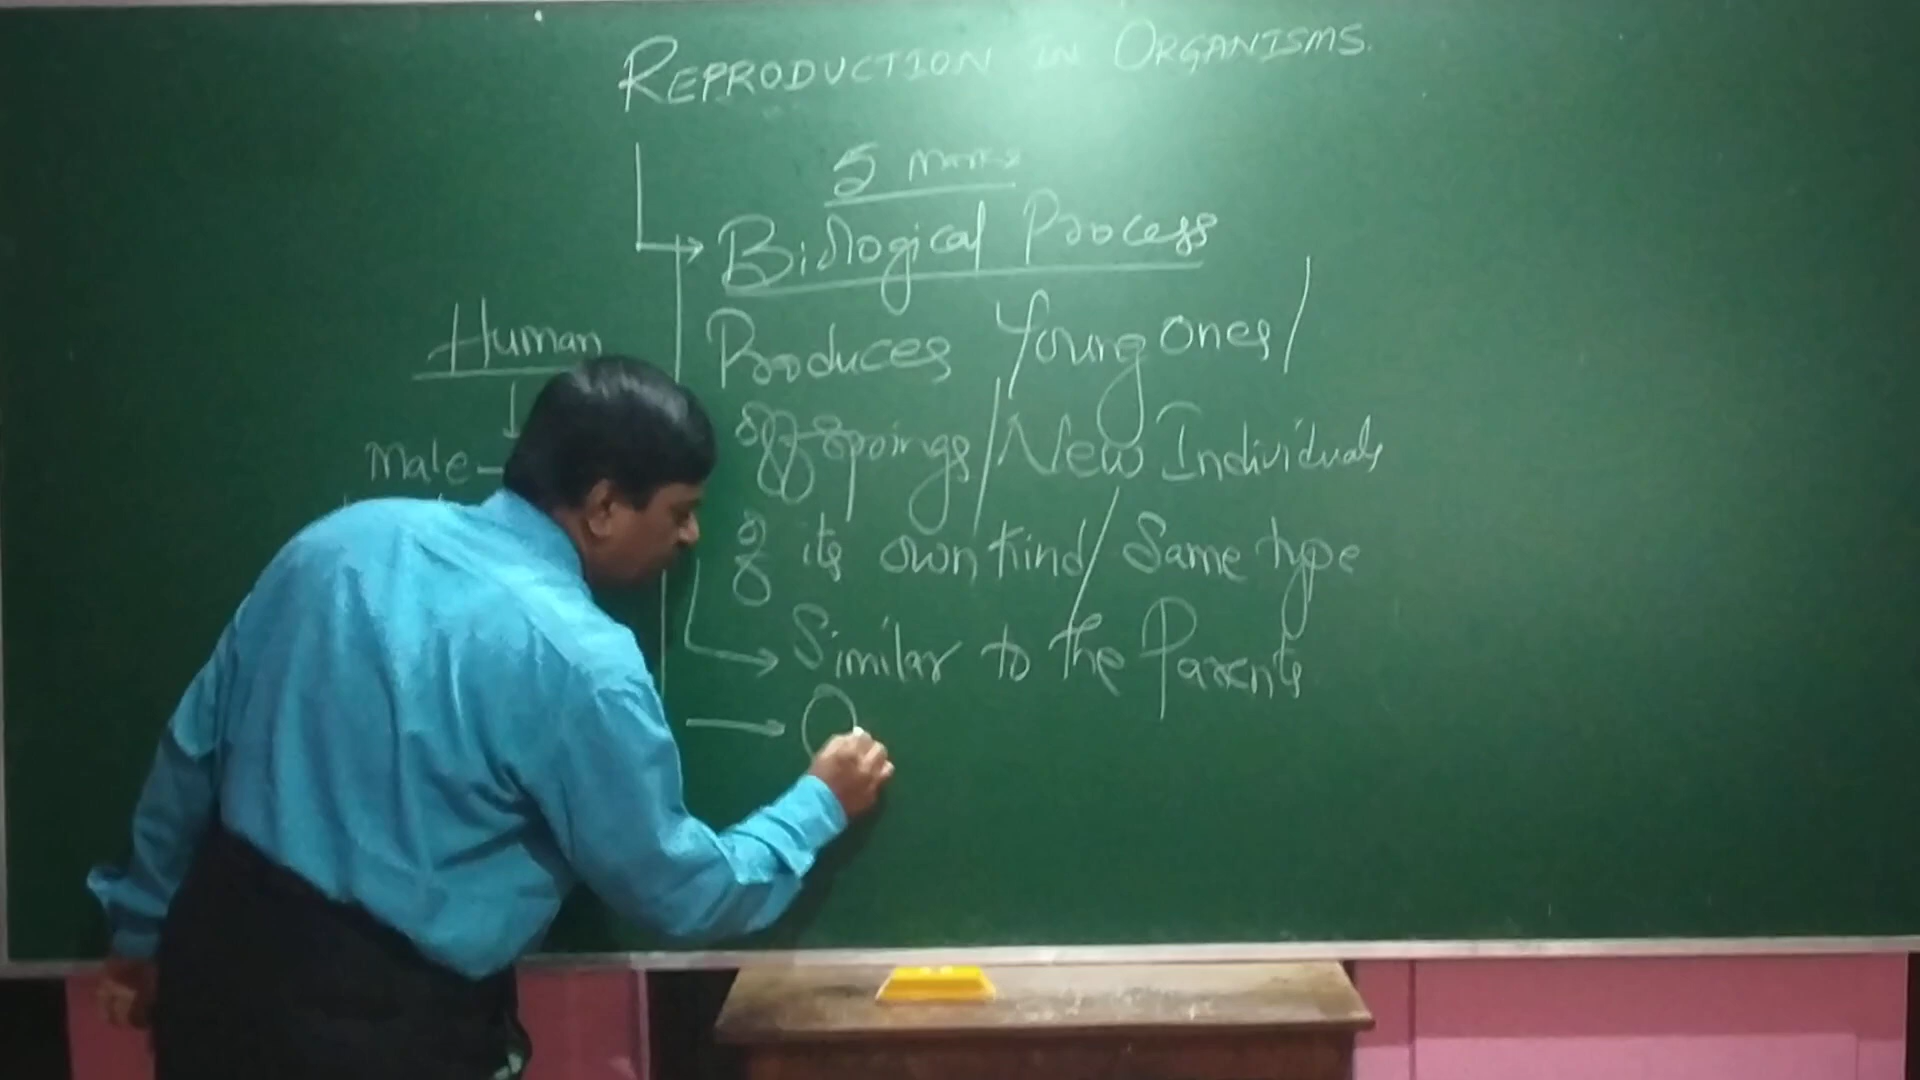 REPRODUCTION IN ORGANISMS
5 Marks
Biological Process
Human
Produces Young ones/
Male
offsprings/New Individuals
of its own kind/Same type
Similar to the Parents